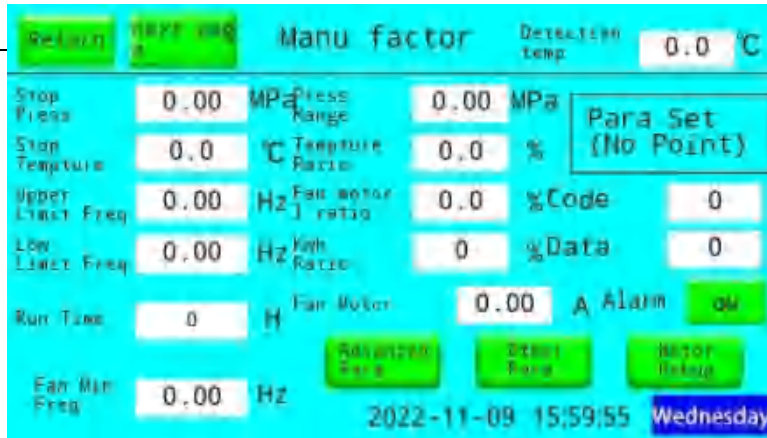 Return
next pag
e
Manu factor
Detection
temp
0.0 ℃
Stop
Press
0.00 MPa
Press
Range
0.00 MPa
Para Set
(No Point)
Stop
Tempture
0.0 ℃
Tempture
Ratio
0.0 %
Upper
Limit Freq
0.00 Hz
Fan motor
I ratio
0.0 %
Code 0
Low
Limit Freq
0.00 Hz
Kwh
Ratio
0 %
Data 0
Run Time 0 H
Fan Motor 0.00 A
Alarm
Advanced
Para
Other
Para
Motor
Fan Min
Freq
0.00 Hz
2022-11-09 15:59:55 Wednesday